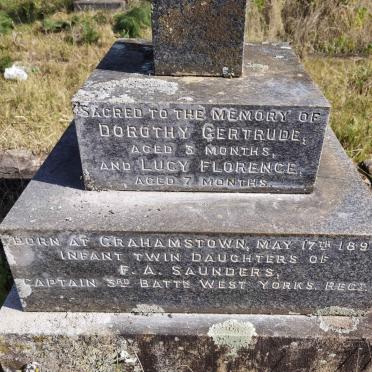 SACRED TO THE MEMORY OF
DOROTHY GERTRUDE,
AGED 3 MONTHS,
AND LUCY FLORENCE,
AGED 7 MONTHS.
BORN AT GRAHAMSTOWN, MAY 17TH 189
INFANT TWIN DAUGHTERS OF
F. A. SAUNDERS,
CAPTAIN 3RD BATTN WEST YORKS. REGT.